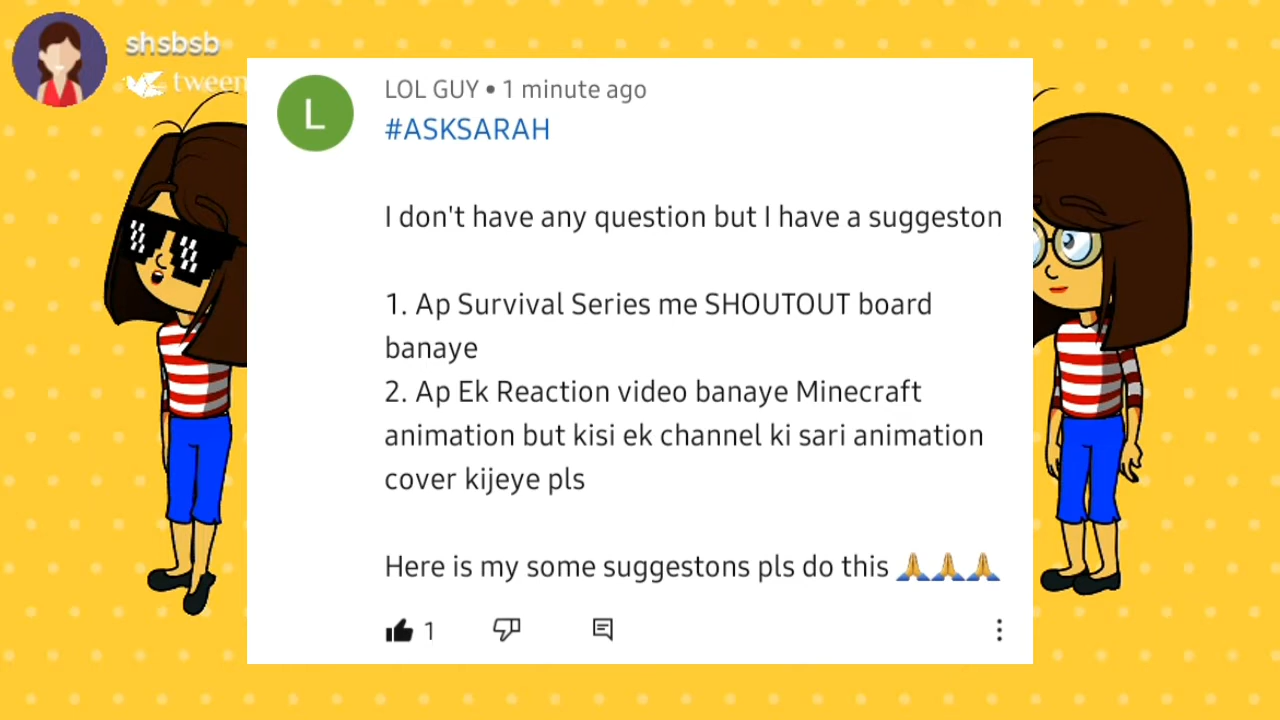 shsbsb
tween
LOL GUY • 1 minute ago
#ASKSARAH
I don't have any question but I have a suggeston
1. Ap Survival Series me SHOUTOUT board
banaye
2. Ap Ek Reaction video banaye Minecraft
animation but kisi ek channel ki sari animation
cover kijeye pls
Here is my some suggestons pls do this 🙏🙏🙏
L
1